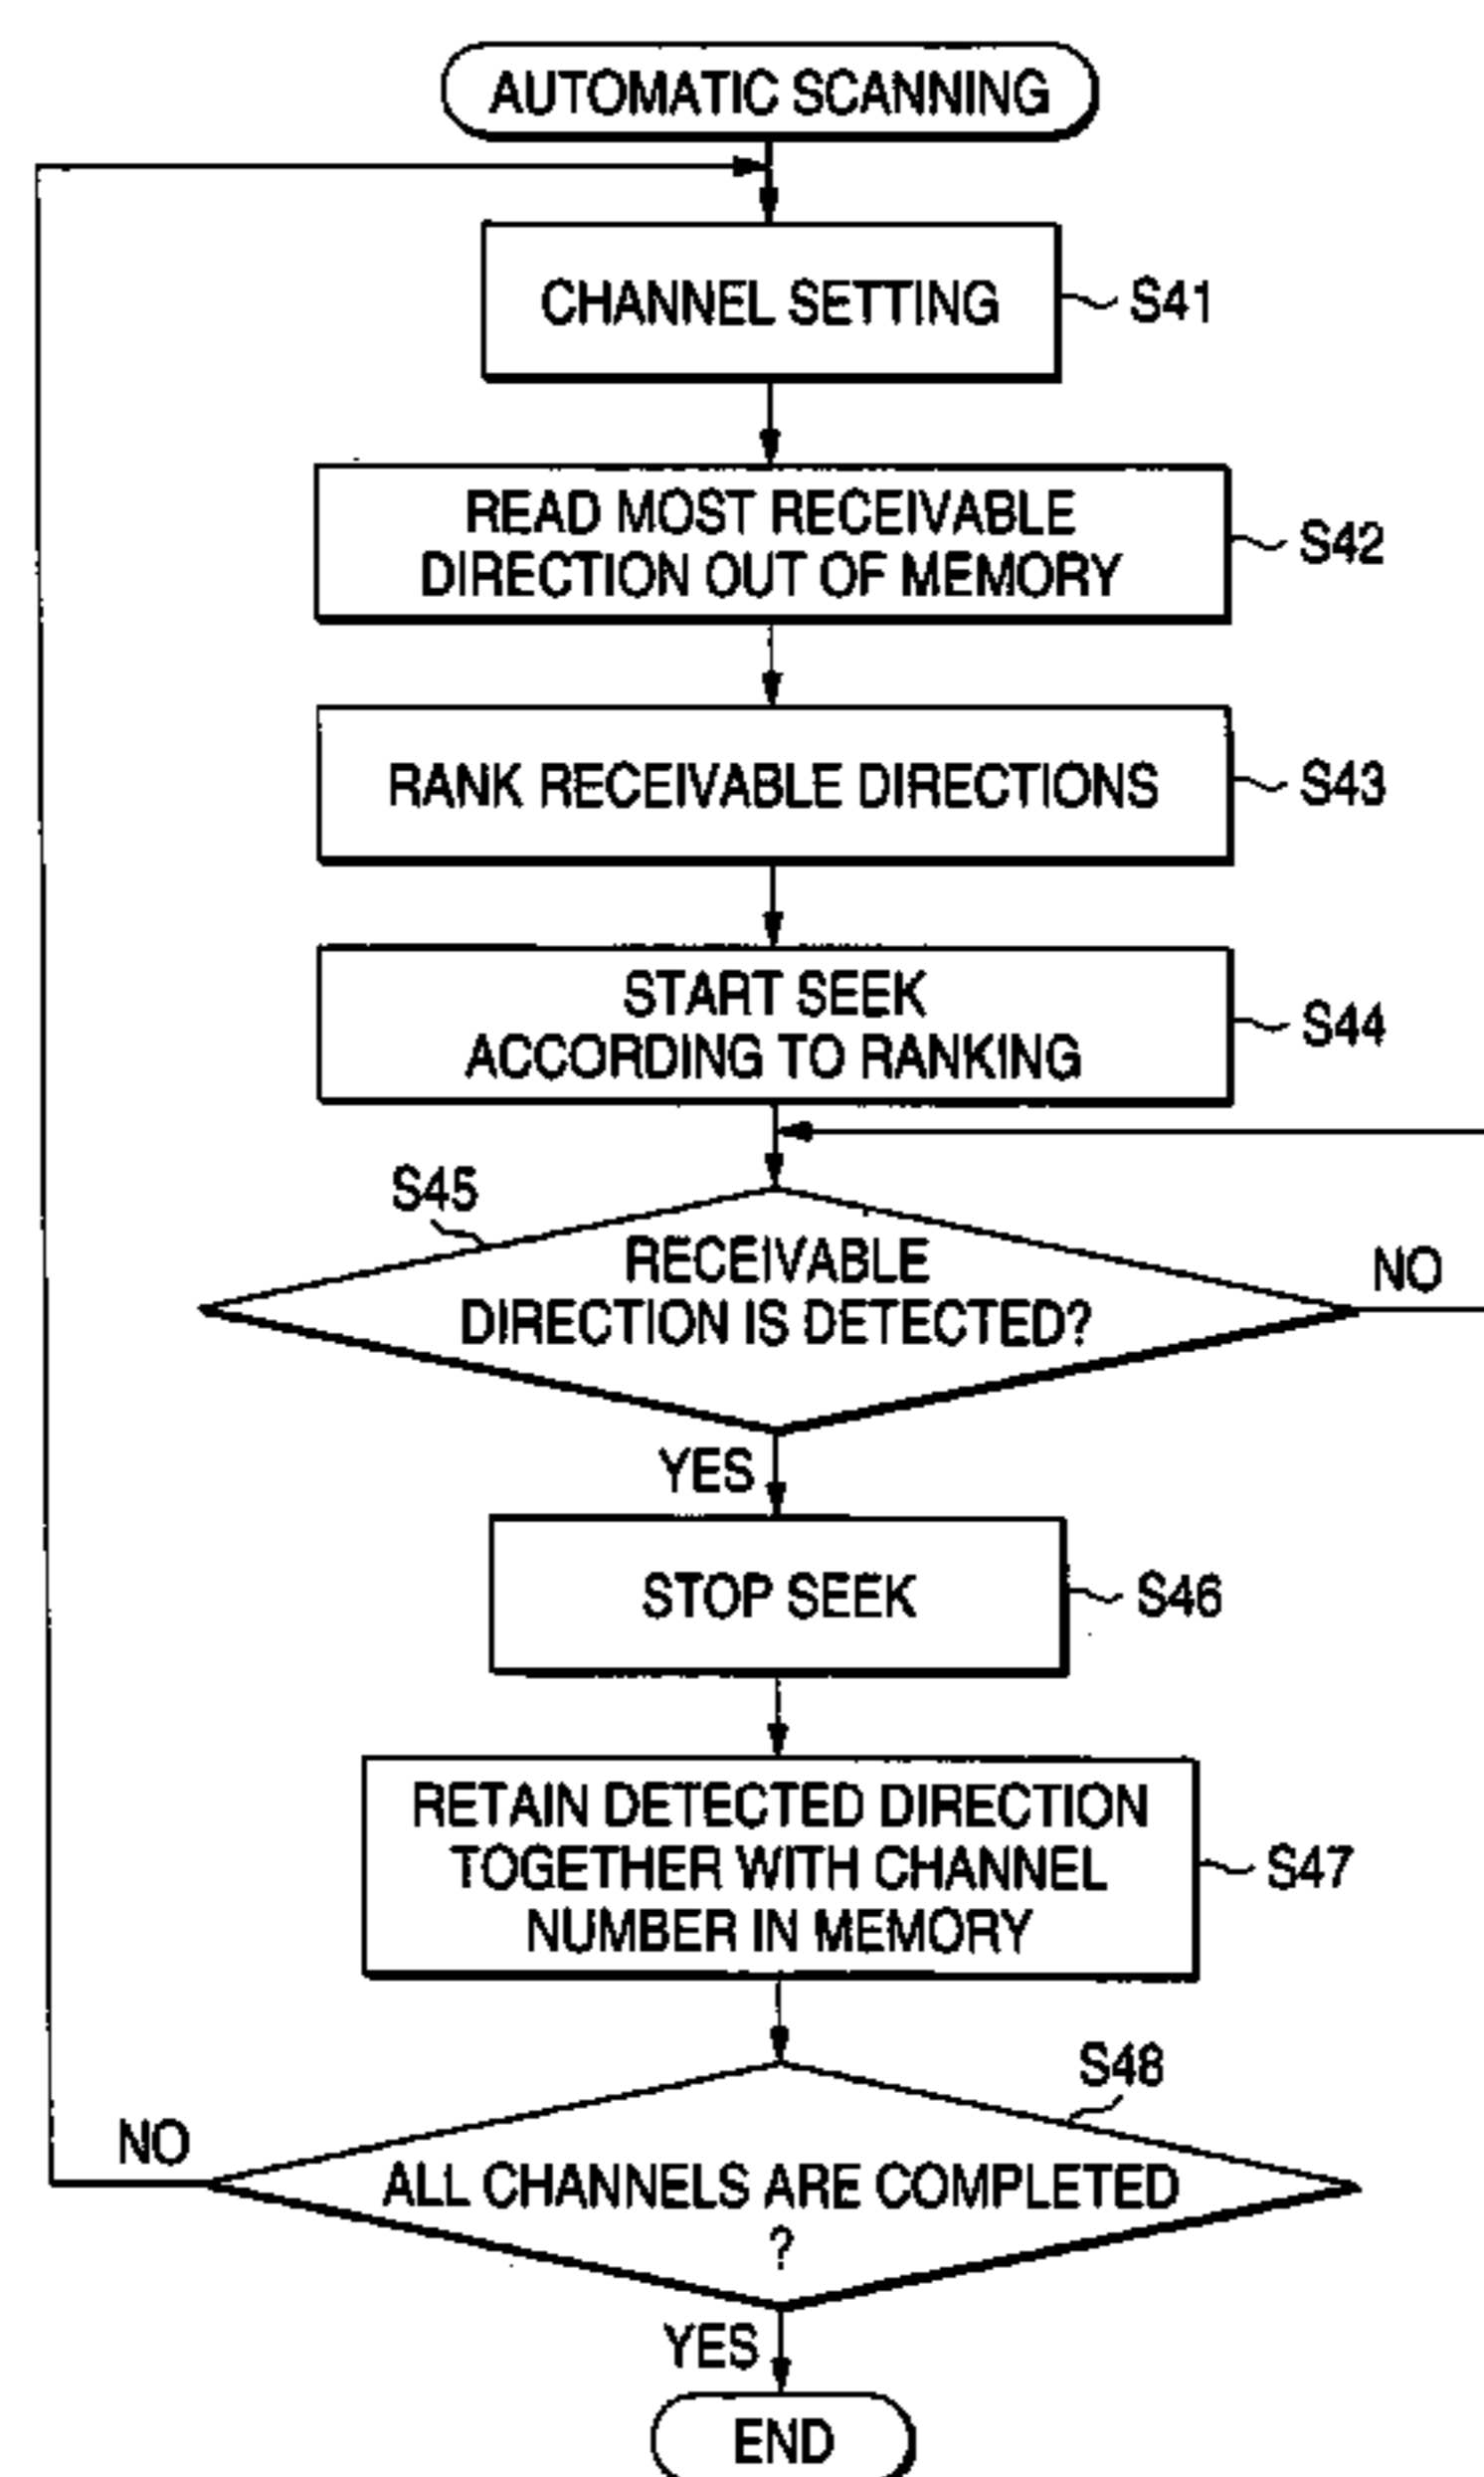 AUTOMATIC SCANNING
CHANNEL SETTING
S41
READ MOST RECEIVABLE
DIRECTION OUT OF MEMORY
S42
RANK RECEIVABLE DIRECTIONS
S43
START SEEK
ACCORDING TO RANKING
S44
S45
RECEIVABLE
DIRECTION IS DETECTED?
NO
YES
STOP SEEK
S46
RETAIN DETECTED DIRECTION
TOGETHER WITH CHANNEL
NUMBER IN MEMORY
S47
S48
NO
ALL CHANNELS ARE COMPLETED
?
YES
END